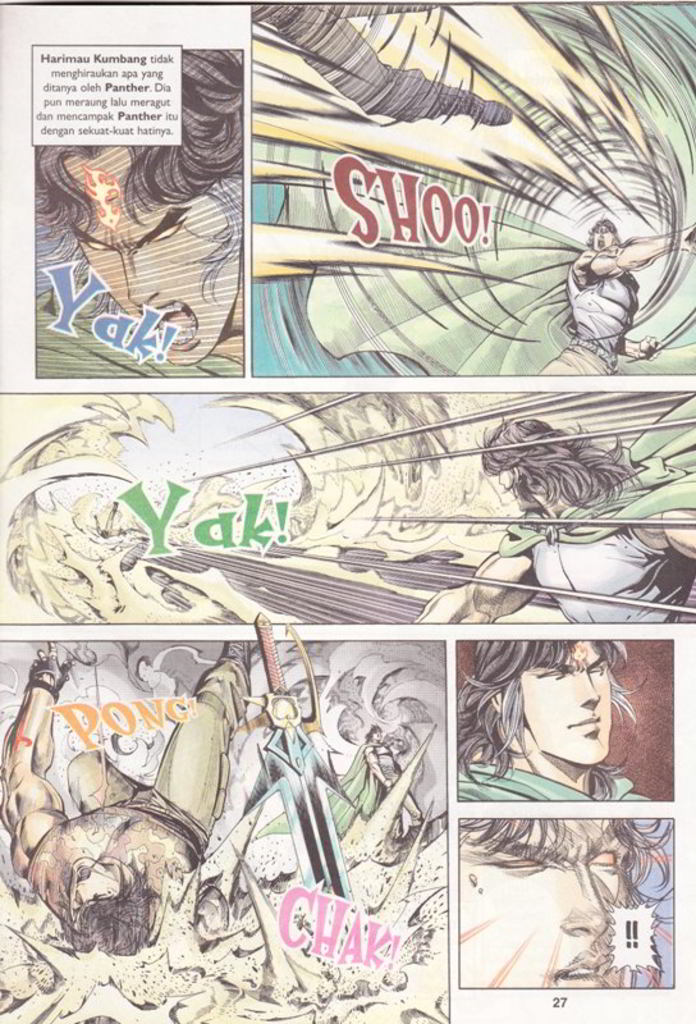 Harimau Kumbang tidak
menghiraukan apa yang
ditanya oleh Panther. Dia
pun meraung lalu meragut
dan mencampak Panther itu
dengan sekuat-kuat hatinya.
Yak!
SHOO!
Yak!
PONG!
CHAK!
!!
27